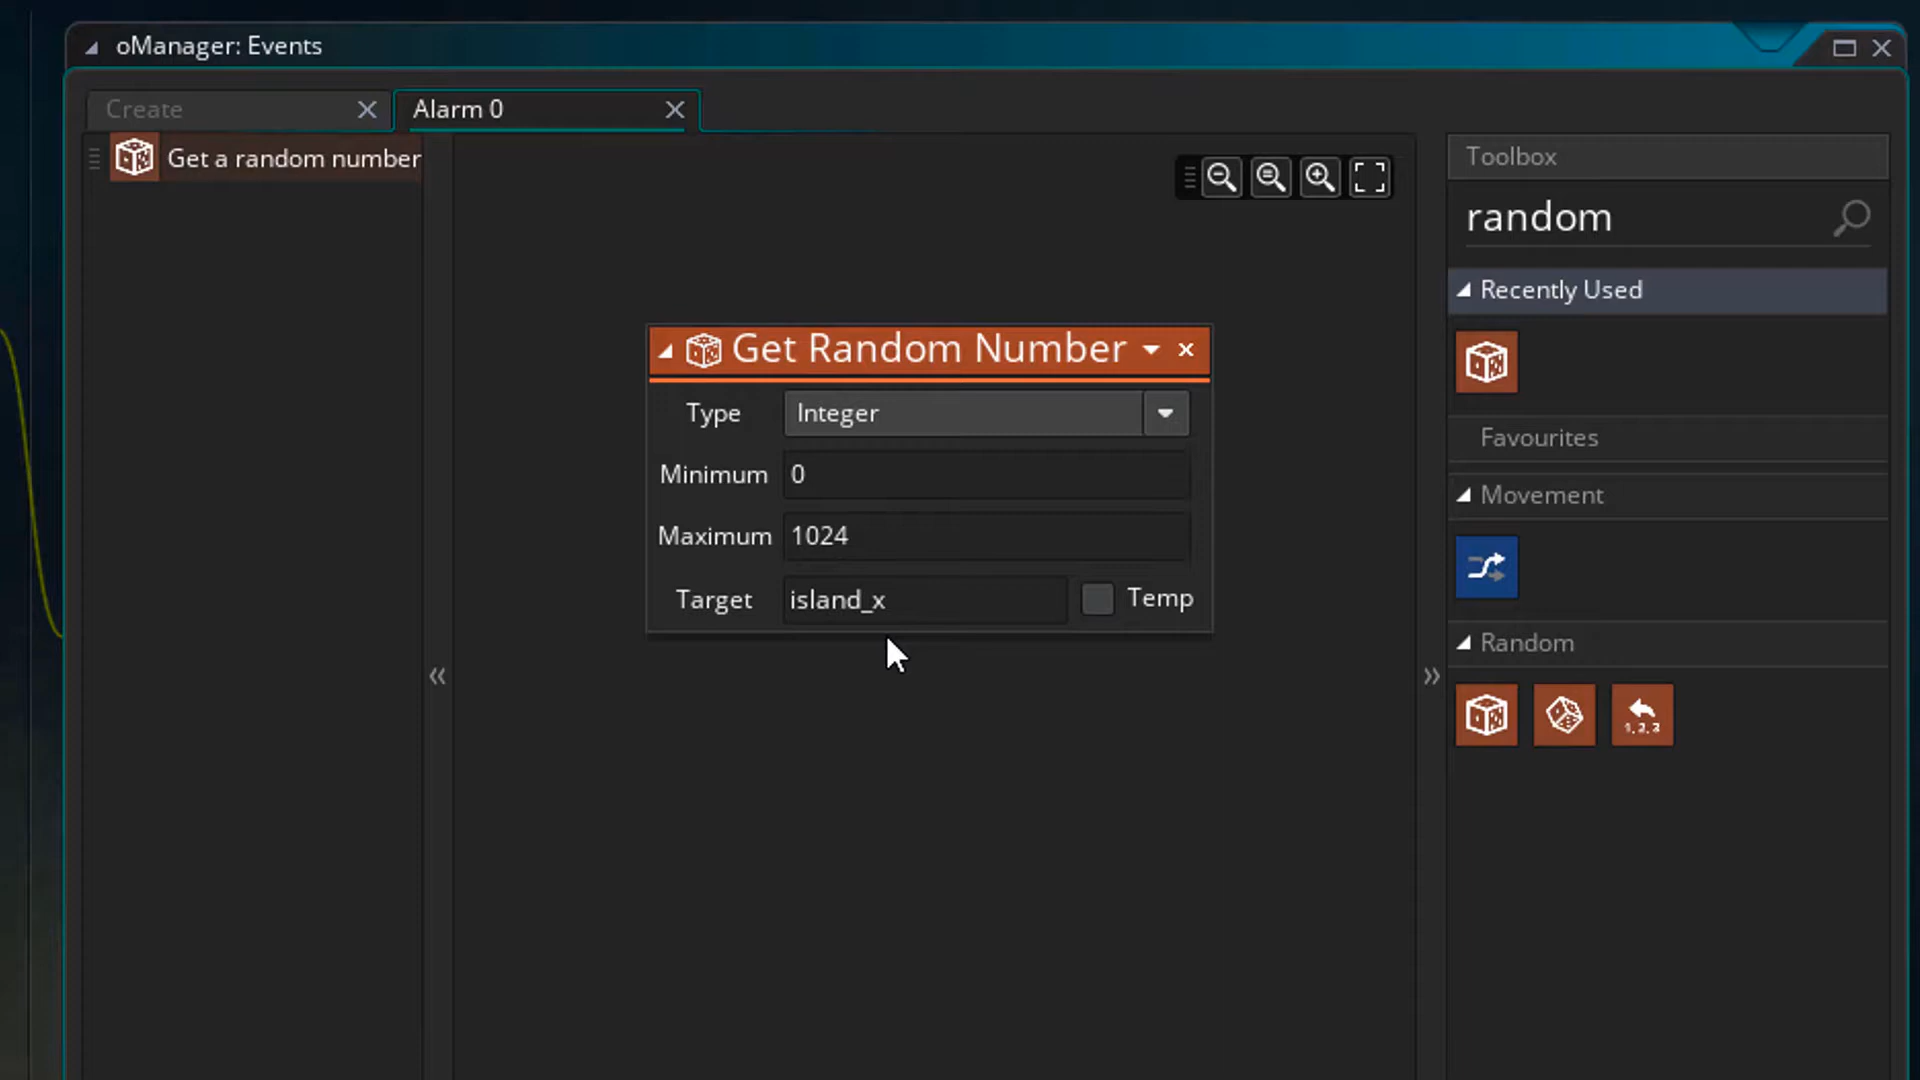 oManager: Events
Create
Alarm 0
Get a random number
Get Random Number
Type
Integer
Minimum
0
Maximum
1024
Target
island_x
Temp
Toolbox
random
Recently Used
Favourites
Movement
Random
1,2,3